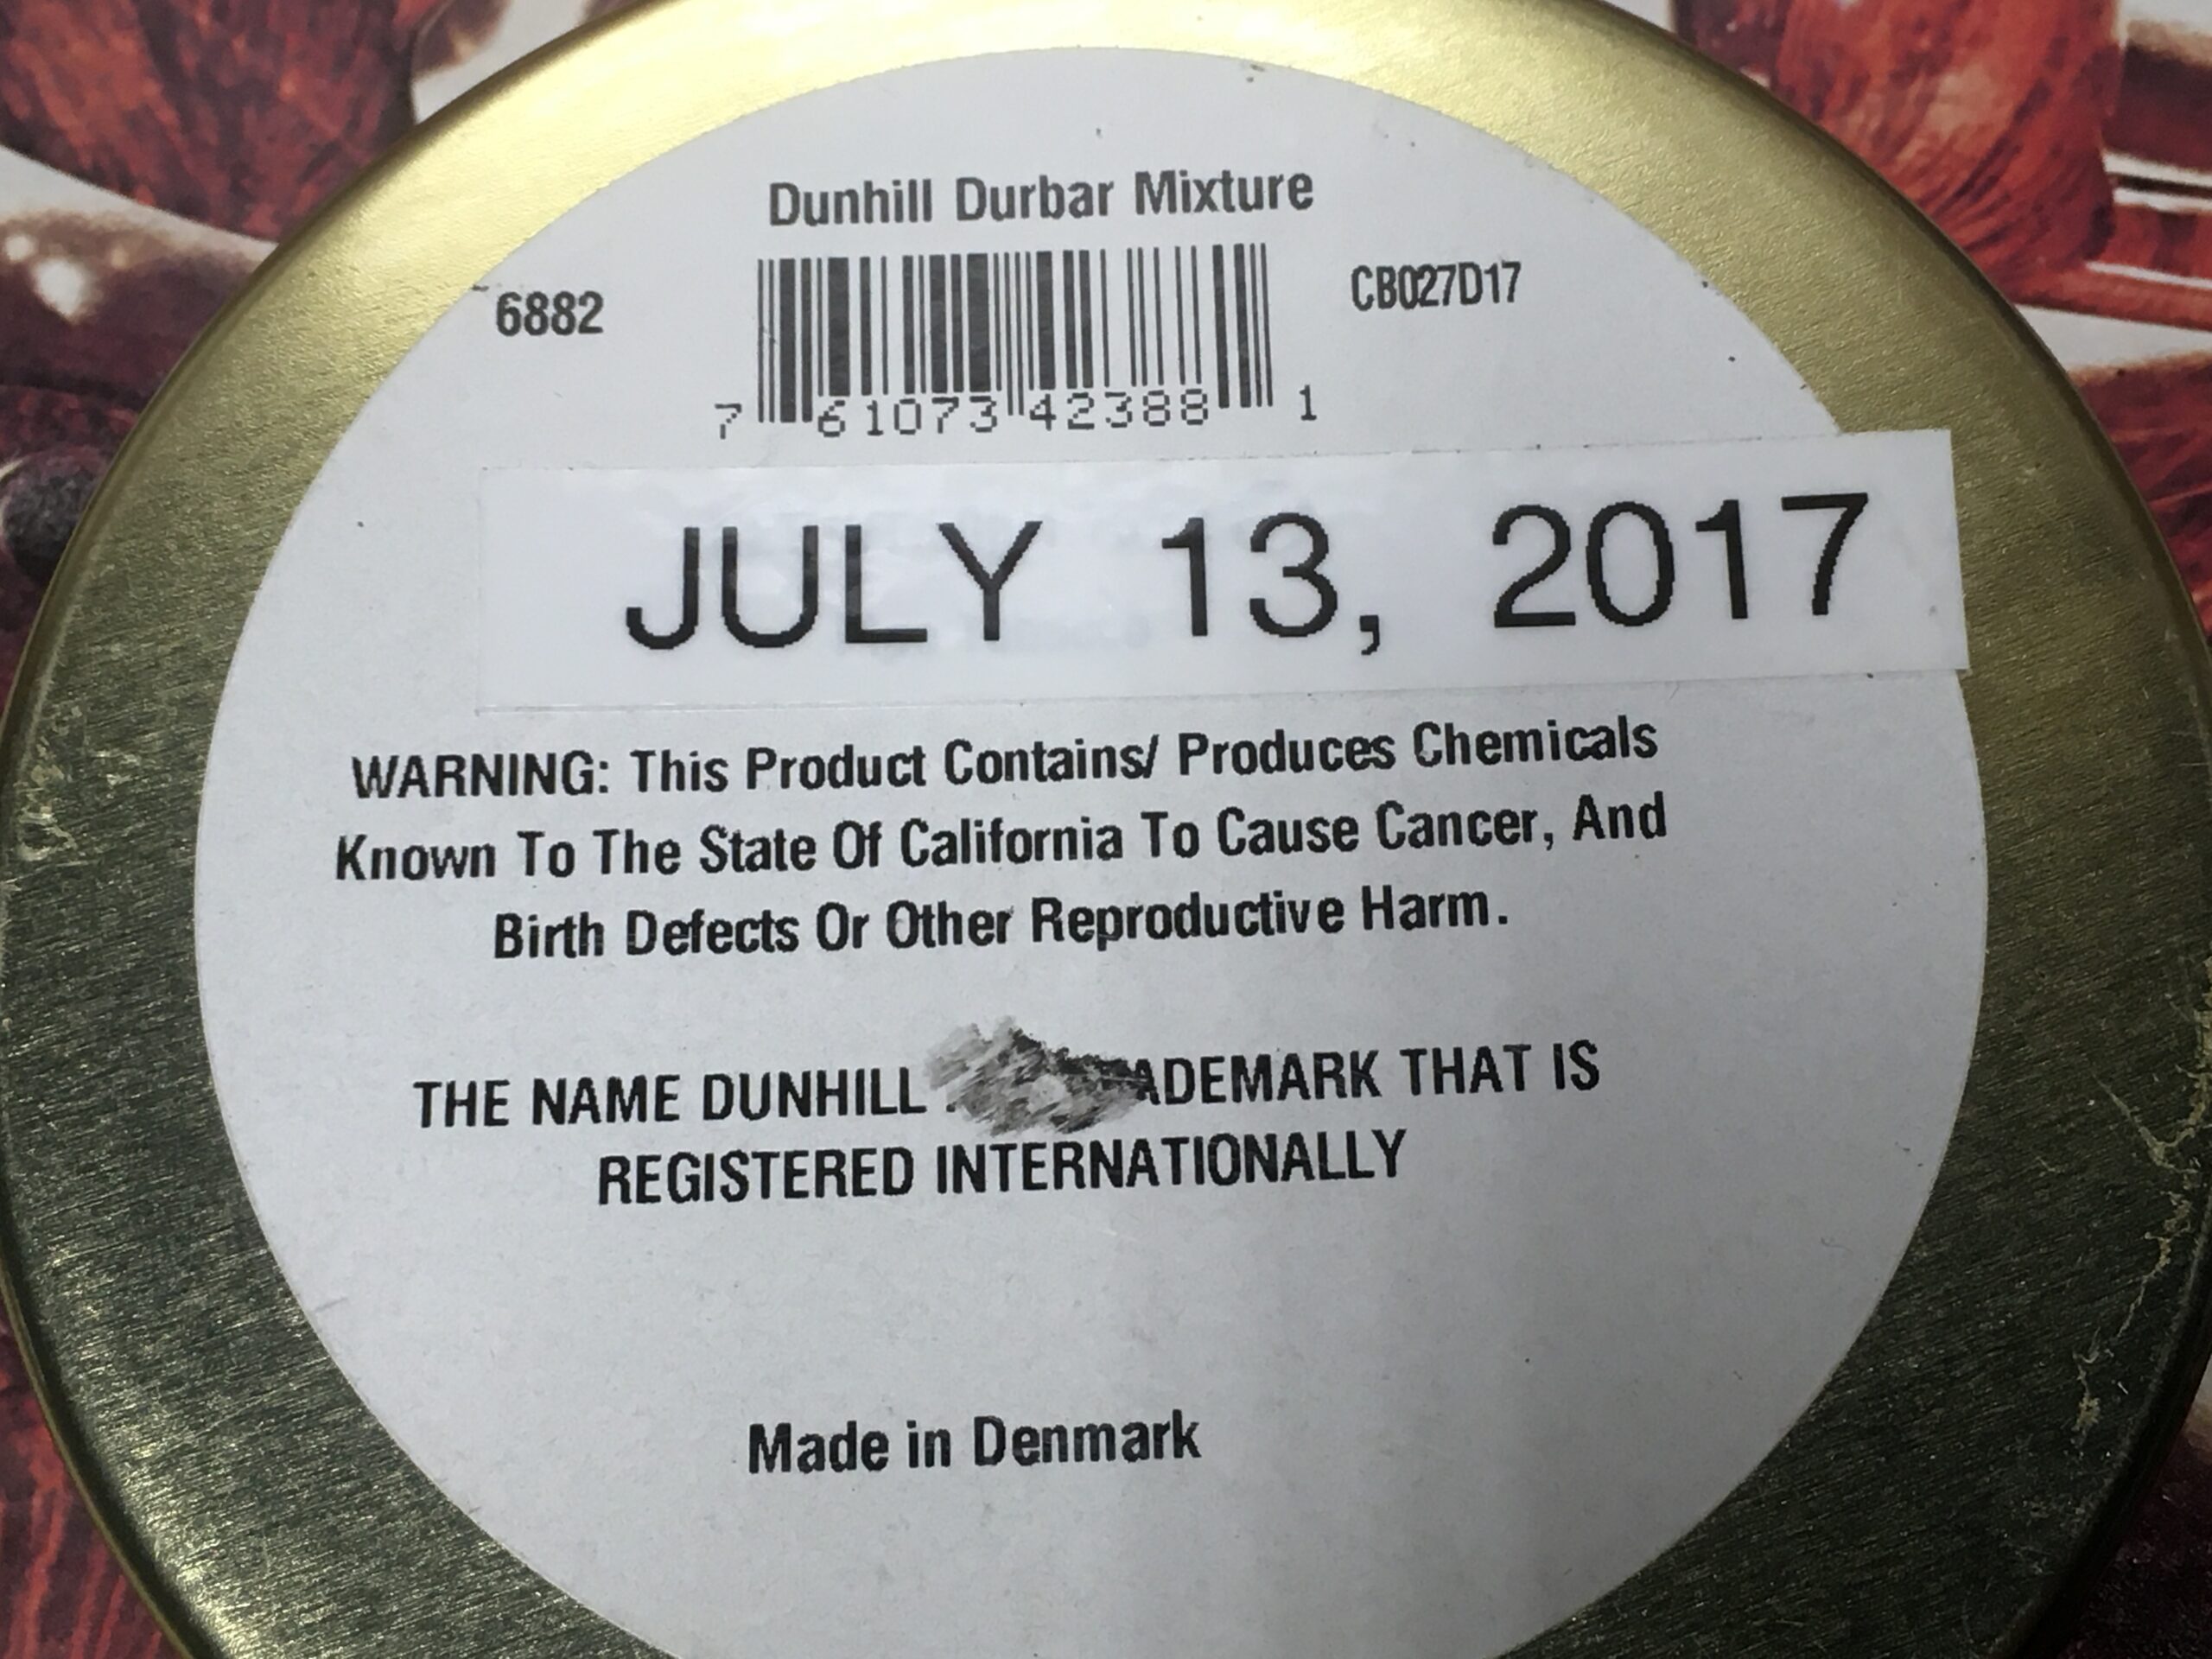 Dunhill Durbar Mixture
6882
CB027D17
7 61073 42388 1
JULY 13, 2017
WARNING: This Product Contains/ Produces Chemicals
Known To The State Of California To Cause Cancer, And
Birth Defects Or Other Reproductive Harm.
THE NAME DUNHILL THAT IS
REGISTERED INTERNATIONALLY
Made in Denmark